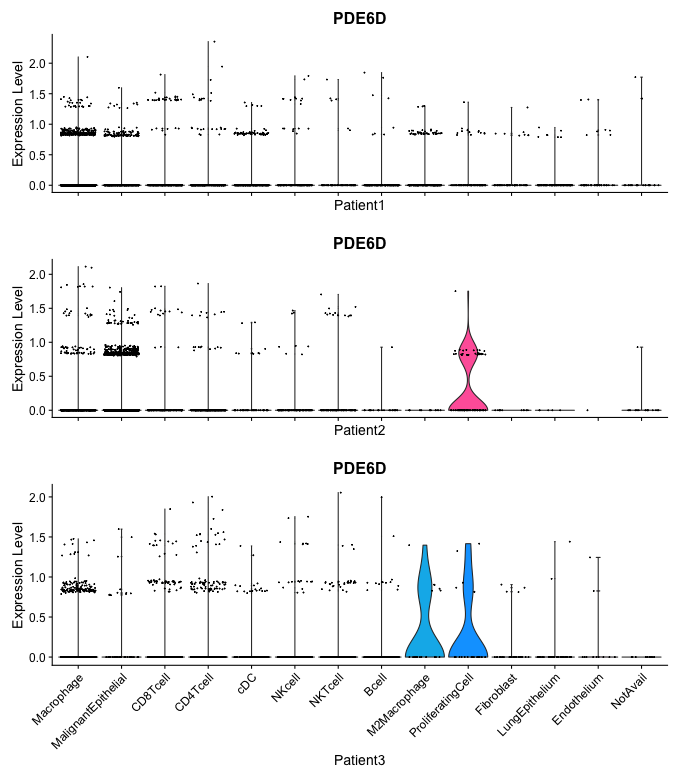 PDE6D
Expression Level
2.0
1.5
1.0
0.5
0.0
Patient1
PDE6D
Expression Level
2.0
1.5
1.0
0.5
0.0
Patient2
PDE6D
Expression Level
2.0
1.5
1.0
0.5
0.0
Macrophage
MalignantEpithelial
CD8Tcell
CD4Tcell
cDC
NKcell
NKTcell
Bcell
M2Macrophage
ProliferatingCell
Fibroblast
LungEpithelium
Endothelium
NotAvail
Patient3